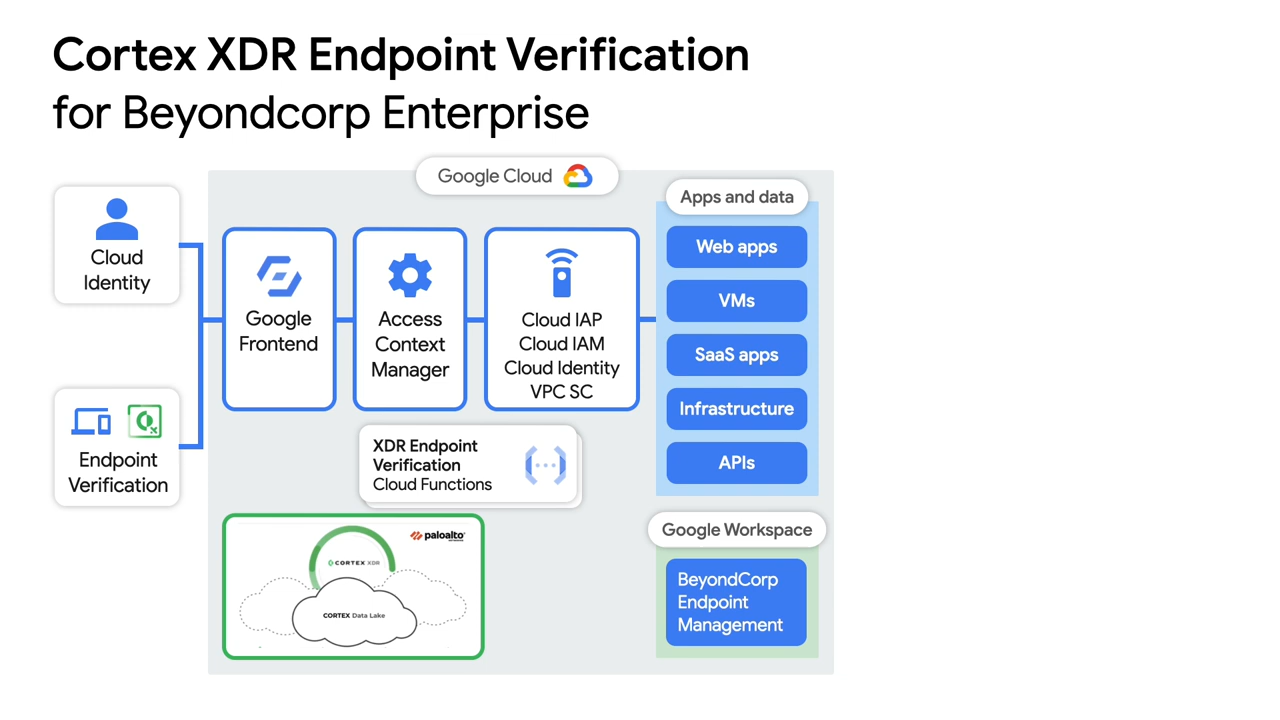 Cortex XDR Endpoint Verification
for Beyondcorp Enterprise
Google Cloud
Cloud
Identity
Endpoint
Verification
Google
Frontend
Access
Context
Manager
Cloud IAP
Cloud IAM
Cloud Identity
VPC SC
Apps and data
Web apps
VMs
SaaS apps
Infrastructure
APIs
XDR Endpoint
Verification
Cloud Functions
paloalto
CORTEX XDR
CORTEX Data Lake
Google Workspace
BeyondCorp
Endpoint
Management